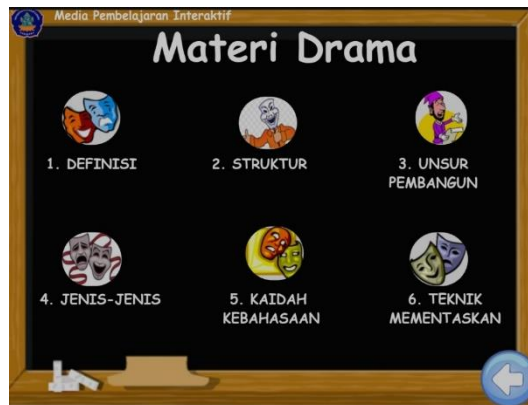 Media Pembelajaran Interaktif
Materi Drama
1. DEFINISI
2. STRUKTUR
3. UNSUR
PEMBANGUN
4. JENIS-JENIS
5. KAIDAH
KEBAHASAAN
6. TEKNIK
MEMENTASKAN